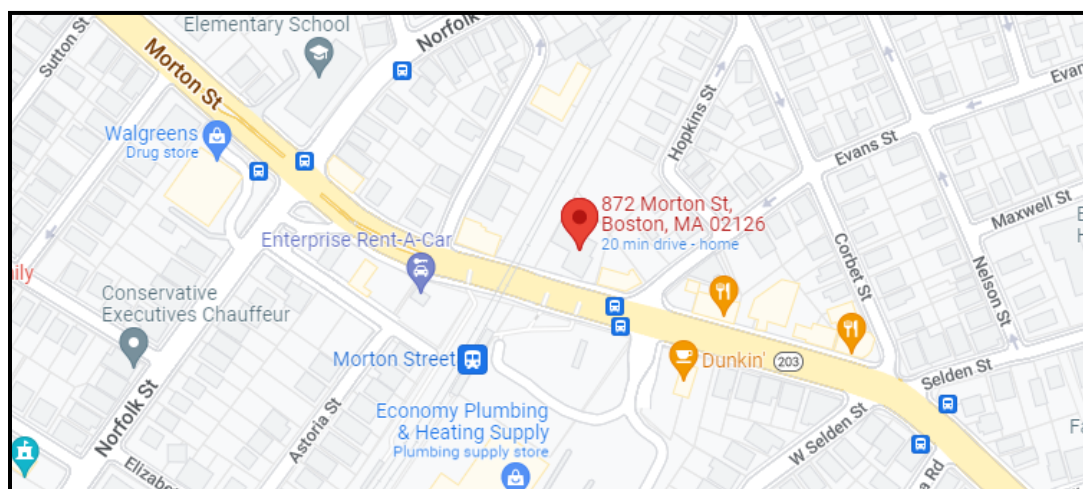 Elementary School
Norfolk
Sutton St
Morton St
Walgreens
Drug store
Hopkins St
Evans St
872 Morton St,
Boston, MA 02126
20 min drive - home
Maxwell St
Enterprise Rent-A-Car
Corbet St
Nelson St
Conservative
Executives Chauffeur
Morton Street
Dunkin'
203
Selden St
Norfolk St
Astoria St
Economy Plumbing
& Heating Supply
Plumbing supply store
W Selden St